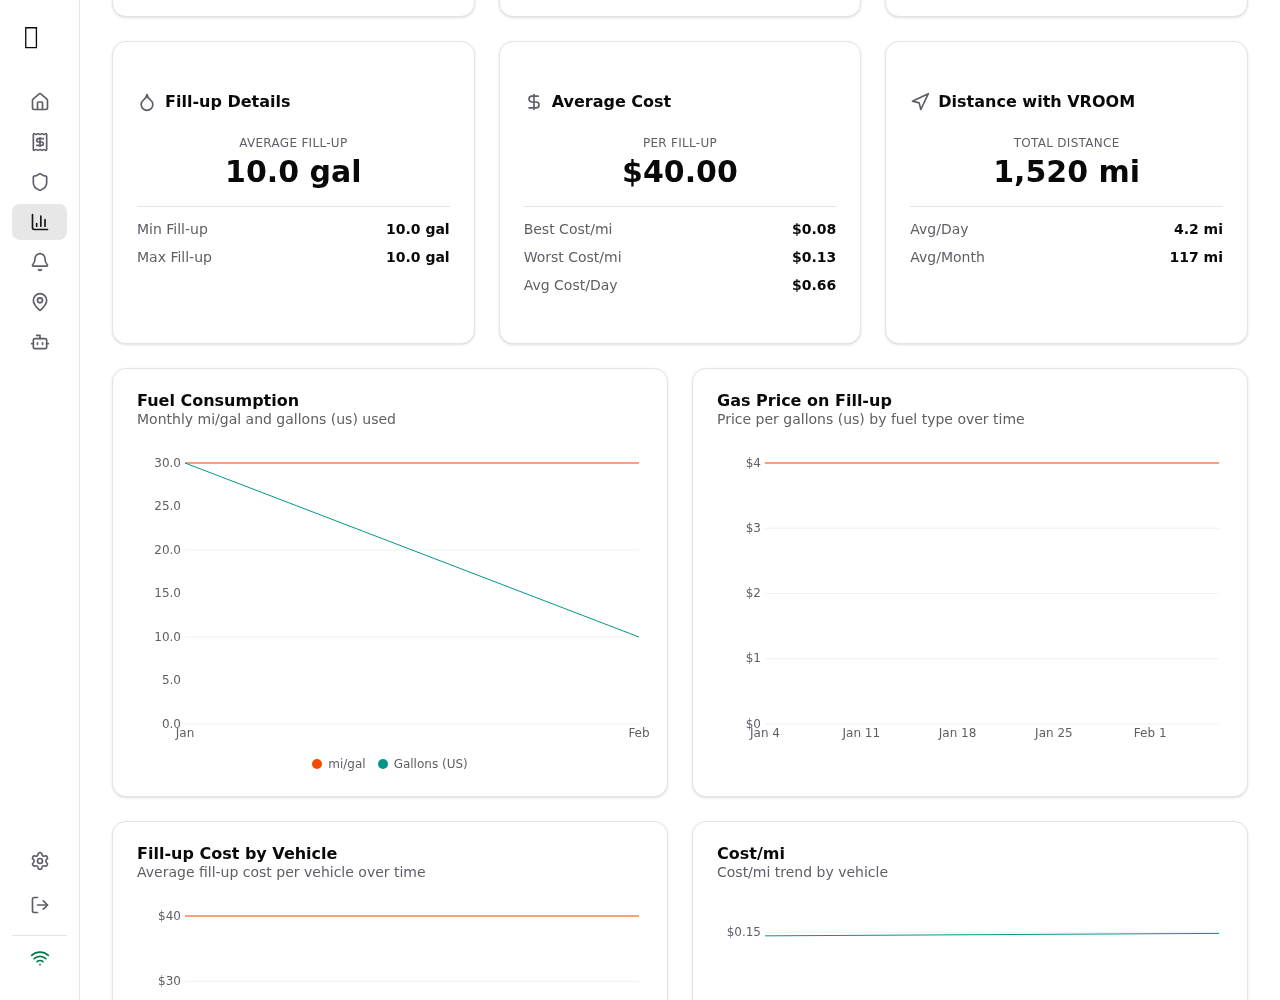 Fill-up Details
AVERAGE FILL-UP
10.0 gal
Min Fill-up 10.0 gal
Max Fill-up 10.0 gal
Average Cost
PER FILL-UP
$40.00
Best Cost/mi $0.08
Worst Cost/mi $0.13
Avg Cost/Day $0.66
Distance with VROOM
TOTAL DISTANCE
1,520 mi
Avg/Day 4.2 mi
Avg/Month 117 mi
Fuel Consumption
Monthly mi/gal and gallons (us) used
30.0
25.0
20.0
15.0
10.0
5.0
0.0
Jan Feb
mi/gal Gallons (US)
Gas Price on Fill-up
Price per gallons (us) by fuel type over time
$4
$3
$2
$1
$0
Jan 4 Jan 11 Jan 18 Jan 25 Feb 1
Fill-up Cost by Vehicle
Average fill-up cost per vehicle over time
$40
$30
Cost/mi
Cost/mi trend by vehicle
$0.15